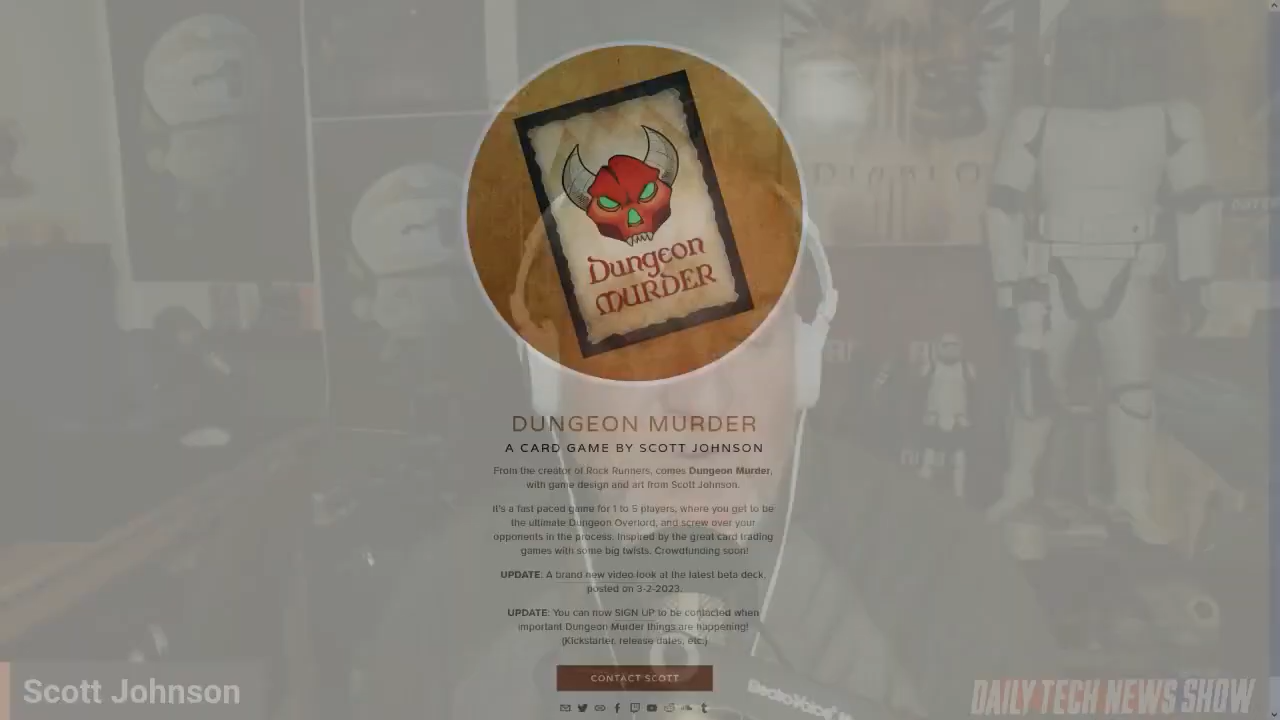 DIABLO
Dungeon
MURDER
DUNGEON MURDER
A CARD GAME BY SCOTT JOHNSON
From the creator of Rock Runners, comes Dungeon Murder,
with game design and art from Scott Johnson.
It's a fast paced game for 1 to 5 players, where you get to be
the ultimate Dungeon Overlord, and screw over your
opponents in the process. Inspired by the great card trading
games with some big twists. Crowdfunding soon!
UPDATE: A brand new video look at the latest beta deck,
posted on 3-2-2023.
UPDATE: You can now SIGN UP to be contacted when
important Dungeon Murder things are happening!
(Kickstarter, release dates, etc.)
CONTACT SCOTT
Scott Johnson
DAILY TECH NEWS SHOW